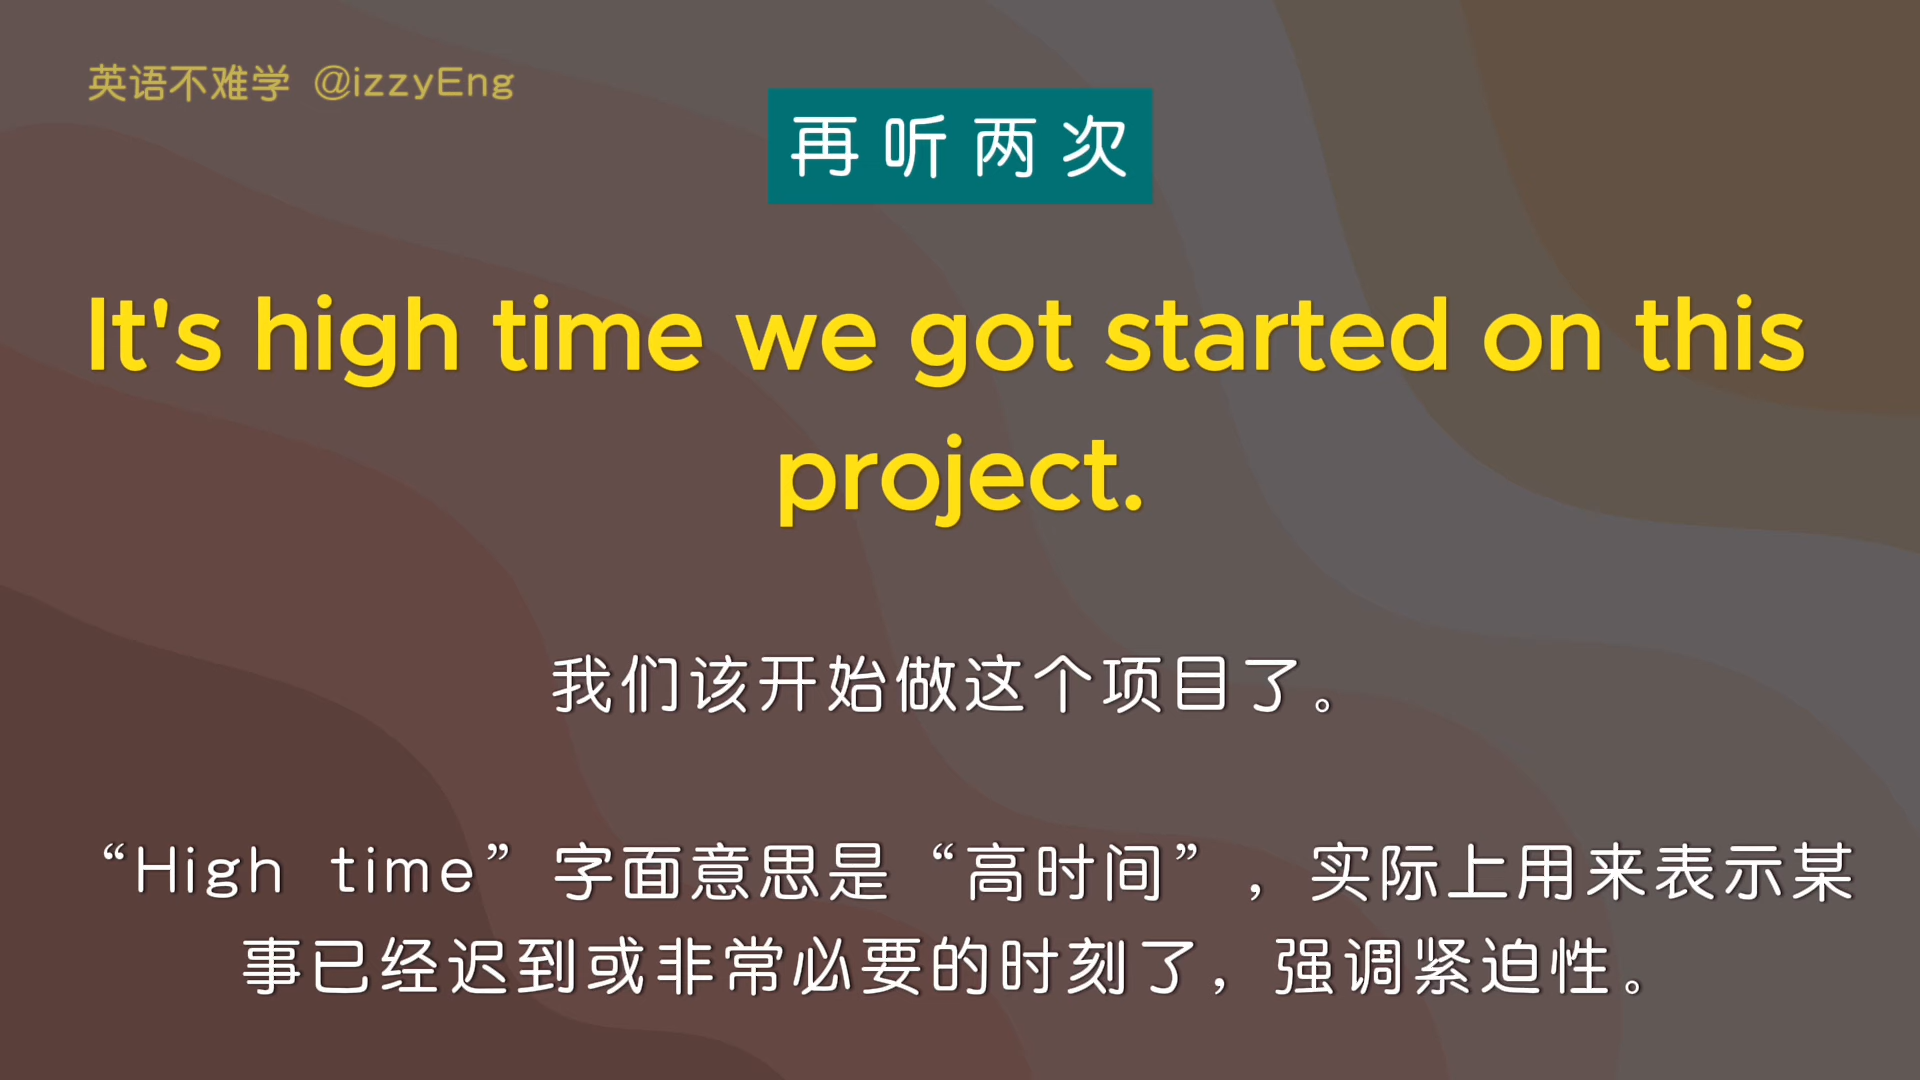 英语不难学 @izzyEng
再听两次
It's high time we got started on this
project.
我们该开始做这个项目了。
“High time”字面意思是“高时间”，实际上用来表示某
事已经迟到或非常必要的时刻了，强调紧迫性。